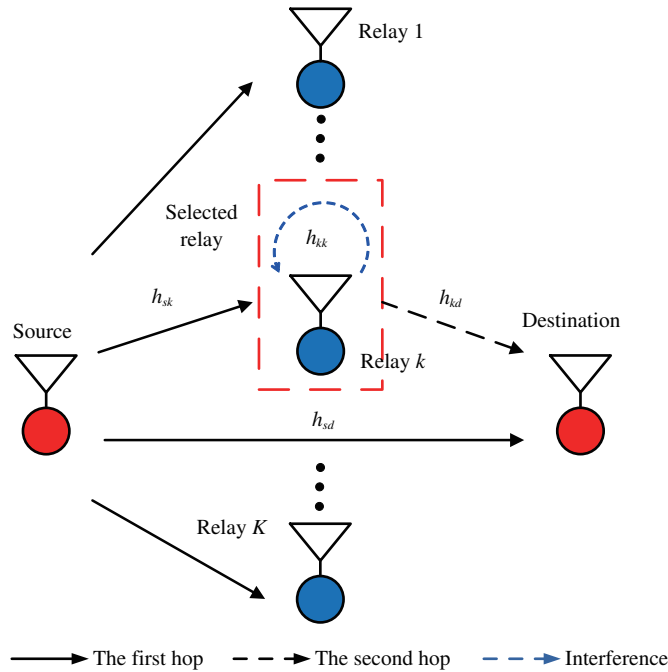 Relay 1
Selected
relay
h_kk
h_sk
h_kd
Source
Destination
Relay k
h_sd
Relay K
The first hop
The second hop
Interference